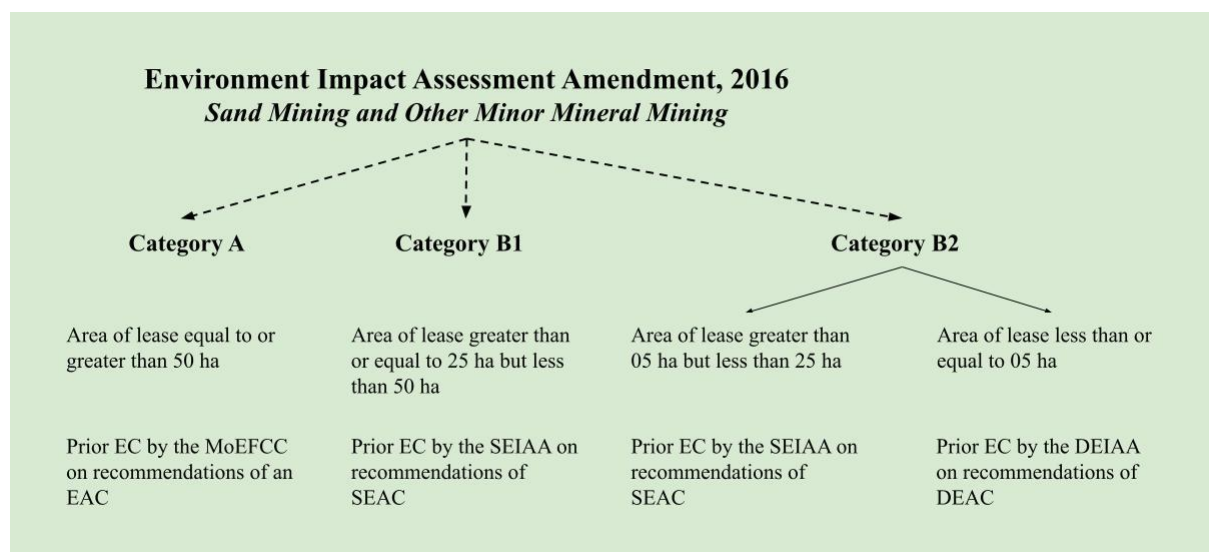 Environment Impact Assessment Amendment, 2016
Sand Mining and Other Minor Mineral Mining
Category A
Category B1
Category B2
Area of lease equal to or
greater than 50 ha
Area of lease greater than
or equal to 25 ha but less
than 50 ha
Area of lease greater than
05 ha but less than 25 ha
Area of lease less than or
equal to 05 ha
Prior EC by the MoEFCC
on recommendations of an
EAC
Prior EC by the SEIAA on
recommendations of
SEAC
Prior EC by the SEIAA on
recommendations of
SEAC
Prior EC by the DEIAA
on recommendations of
DEAC